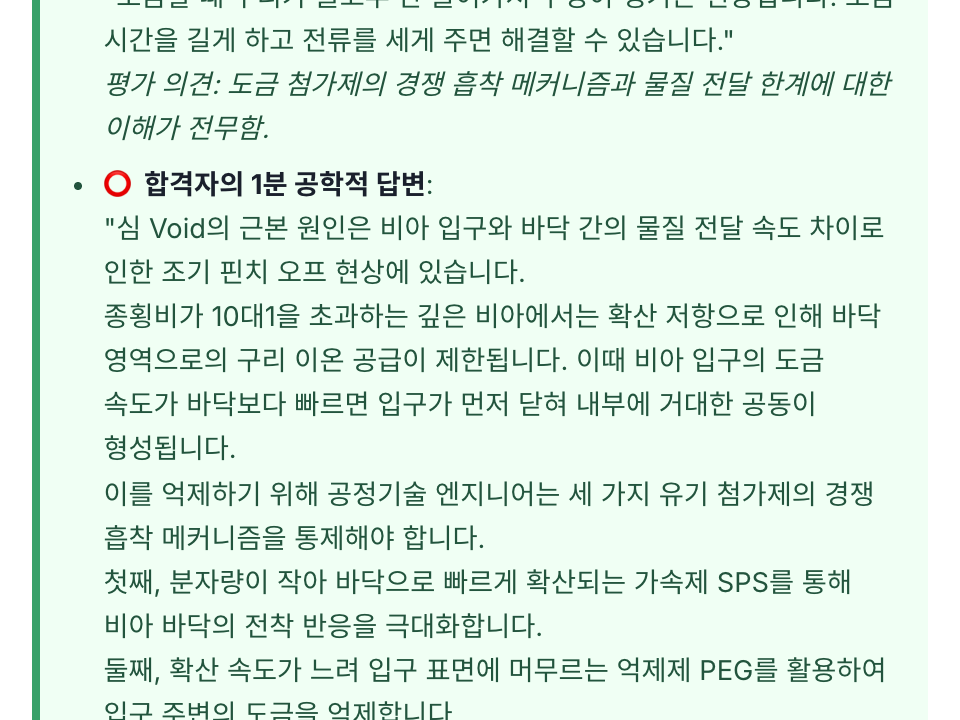 시간을 길게 하고 전류를 세게 주면 해결할 수 있습니다."
평가 의견: 도금 첨가제의 경쟁 흡착 메커니즘과 물질 전달 한계에 대한
이해가 전무함.
• ⭕ 합격자의 1분 공학적 답변:
"심 Void의 근본 원인은 비아 입구와 바닥 간의 물질 전달 속도 차이로
인한 조기 핀치 오프 현상에 있습니다.
종횡비가 10대1을 초과하는 깊은 비아에서는 확산 저항으로 인해 바닥
영역으로의 구리 이온 공급이 제한됩니다. 이때 비아 입구의 도금
속도가 바닥보다 빠르면 입구가 먼저 닫혀 내부에 거대한 공동이
형성됩니다.
이를 억제하기 위해 공정기술 엔지니어는 세 가지 유기 첨가제의 경쟁
흡착 메커니즘을 통제해야 합니다.
첫째, 분자량이 작아 바닥으로 빠르게 확산되는 가속제 SPS를 통해
비아 바닥의 전착 반응을 극대화합니다.
둘째, 확산 속도가 느려 입구 표면에 머무르는 억제제 PEG를 활용하여
입구 주변의 도금을 억제합니다